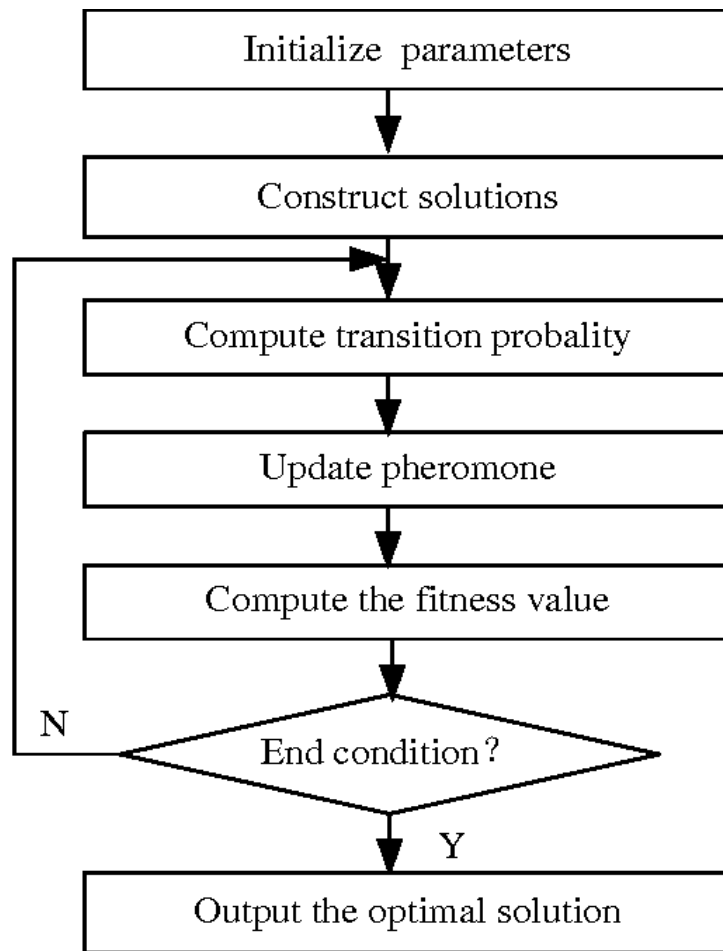 Initialize parameters
Construct solutions
Compute transition probality
Update pheromone
Compute the fitness value
N
End condition?
Y
Output the optimal solution